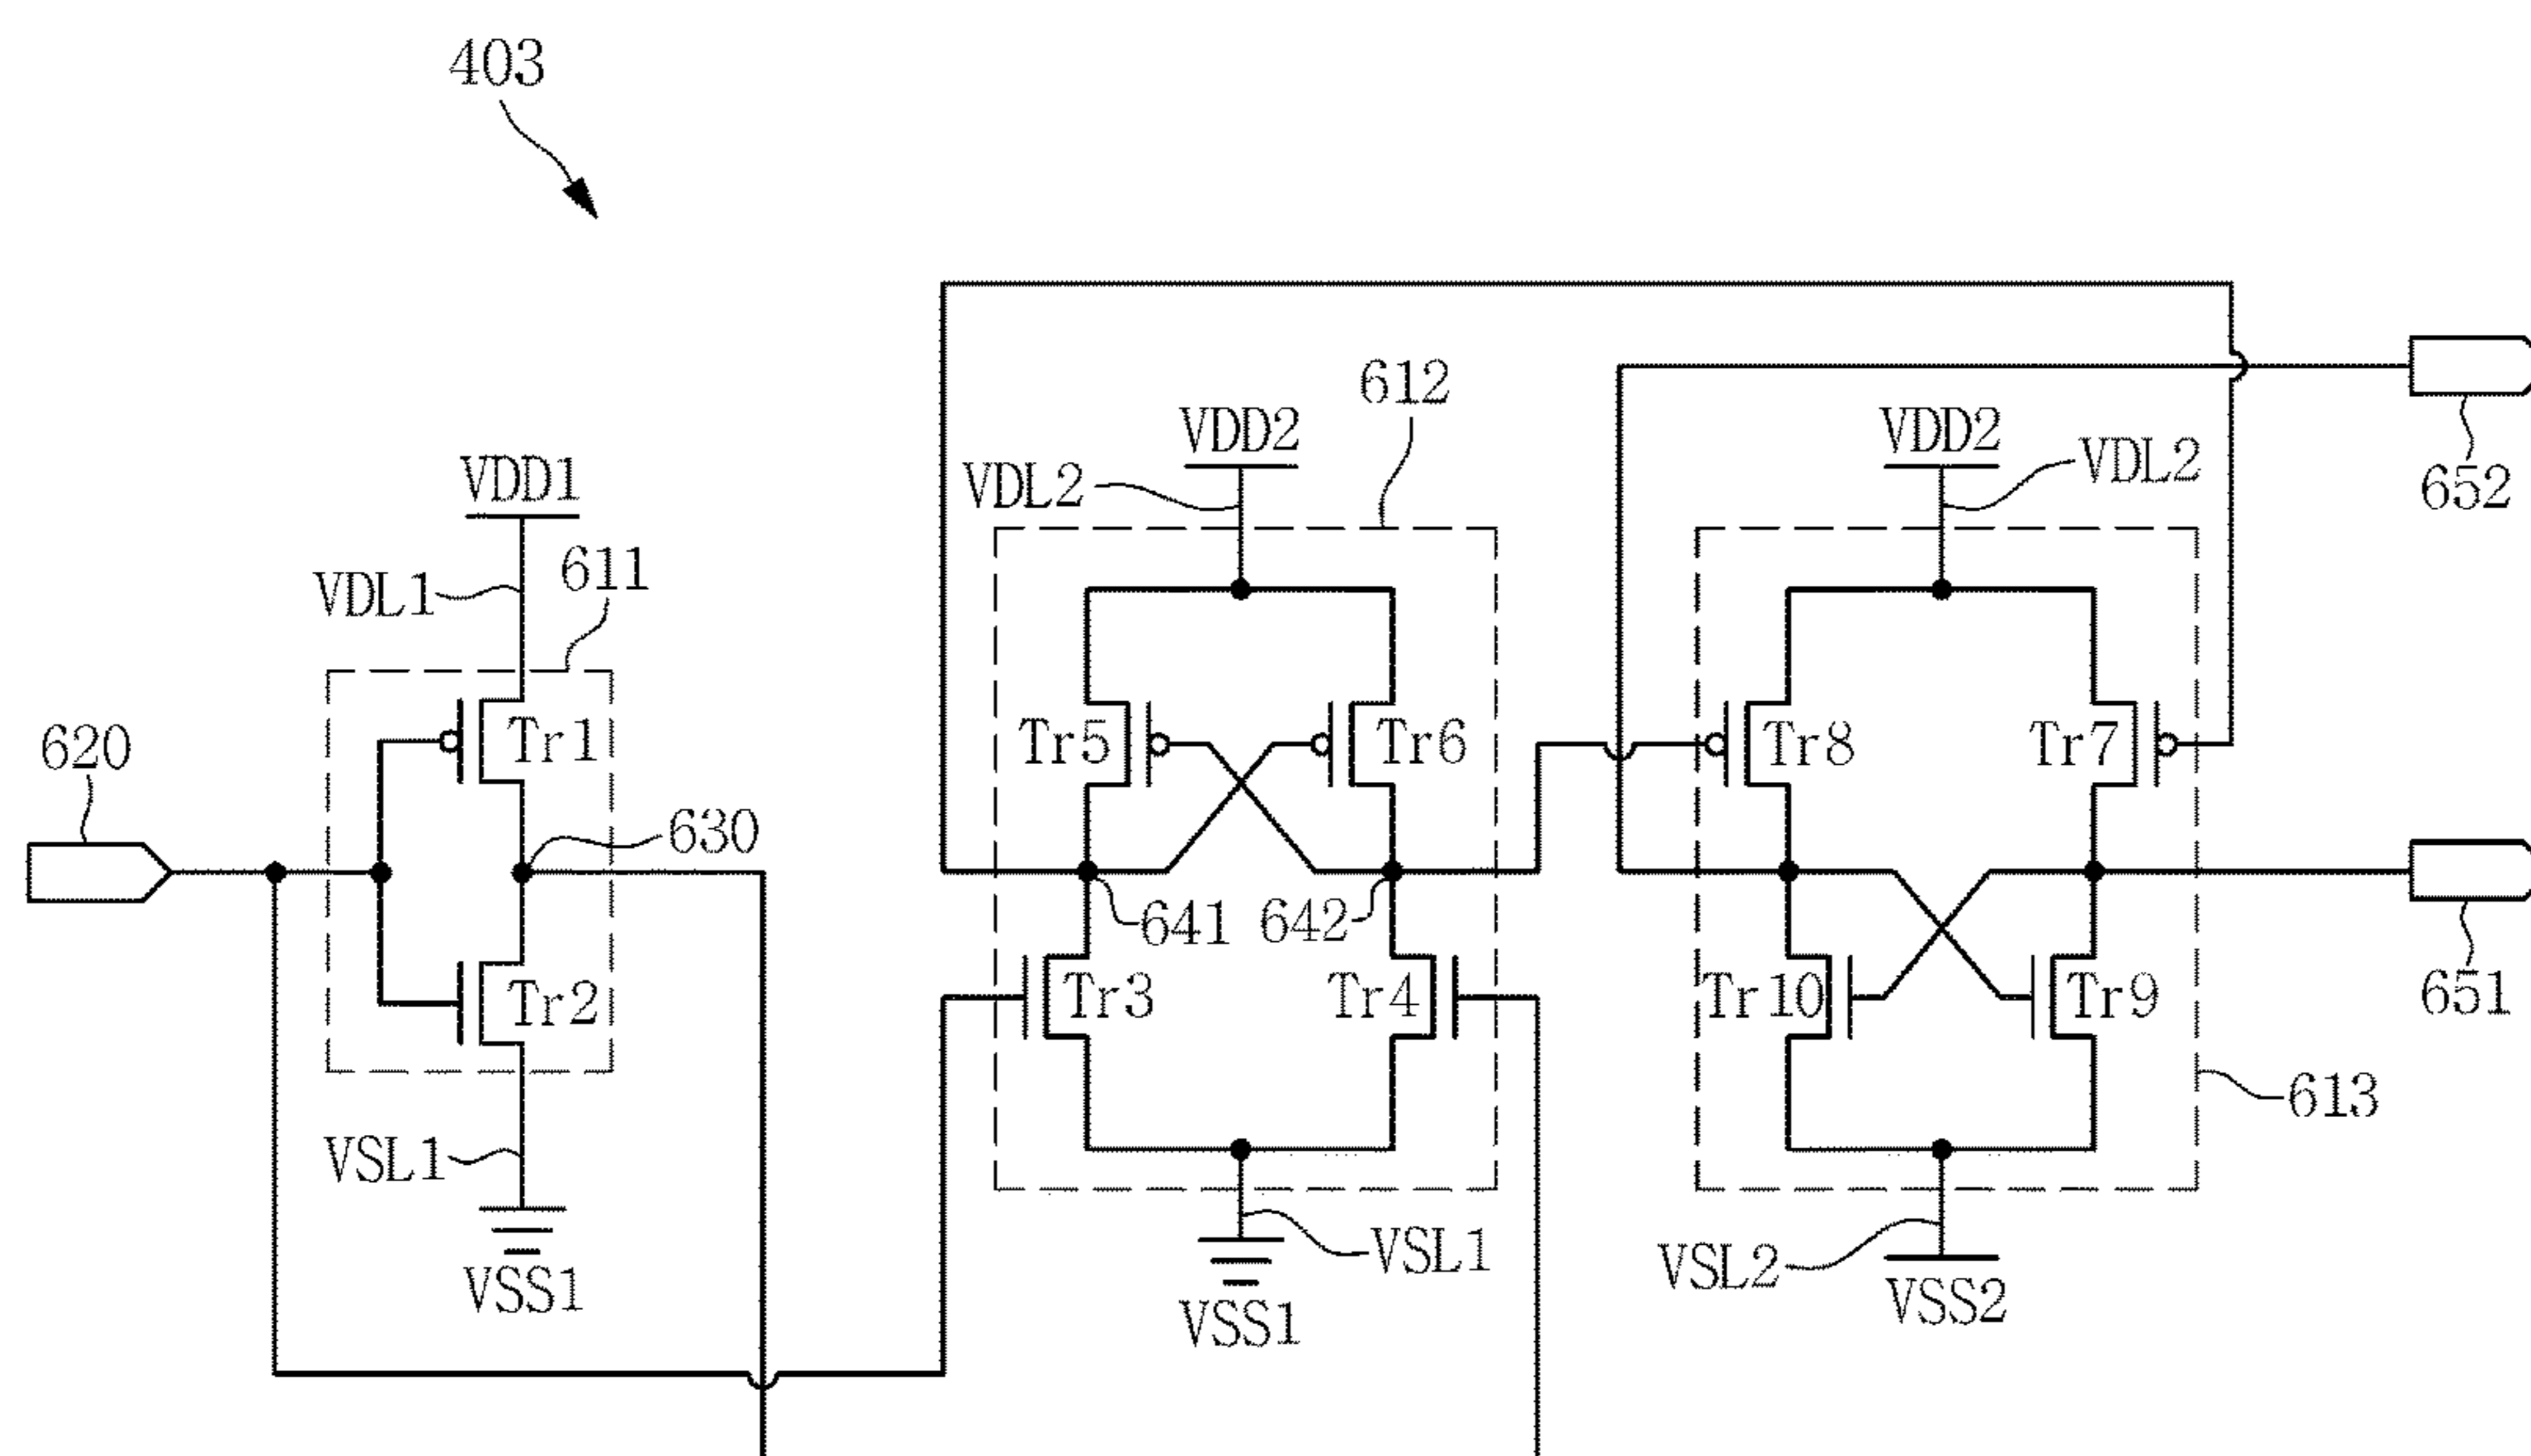 403
612
VDD2
VDD2
VDL2
VDL2
652
VDD1
611
VDL1
620
Tr1
Tr5
Tr6
Tr8
Tr7
630
641
642
Tr2
Tr3
Tr4
Tr10
Tr9
651
613
VSL1
VSL1
VSL2
VSS1
VSS1
VSS2